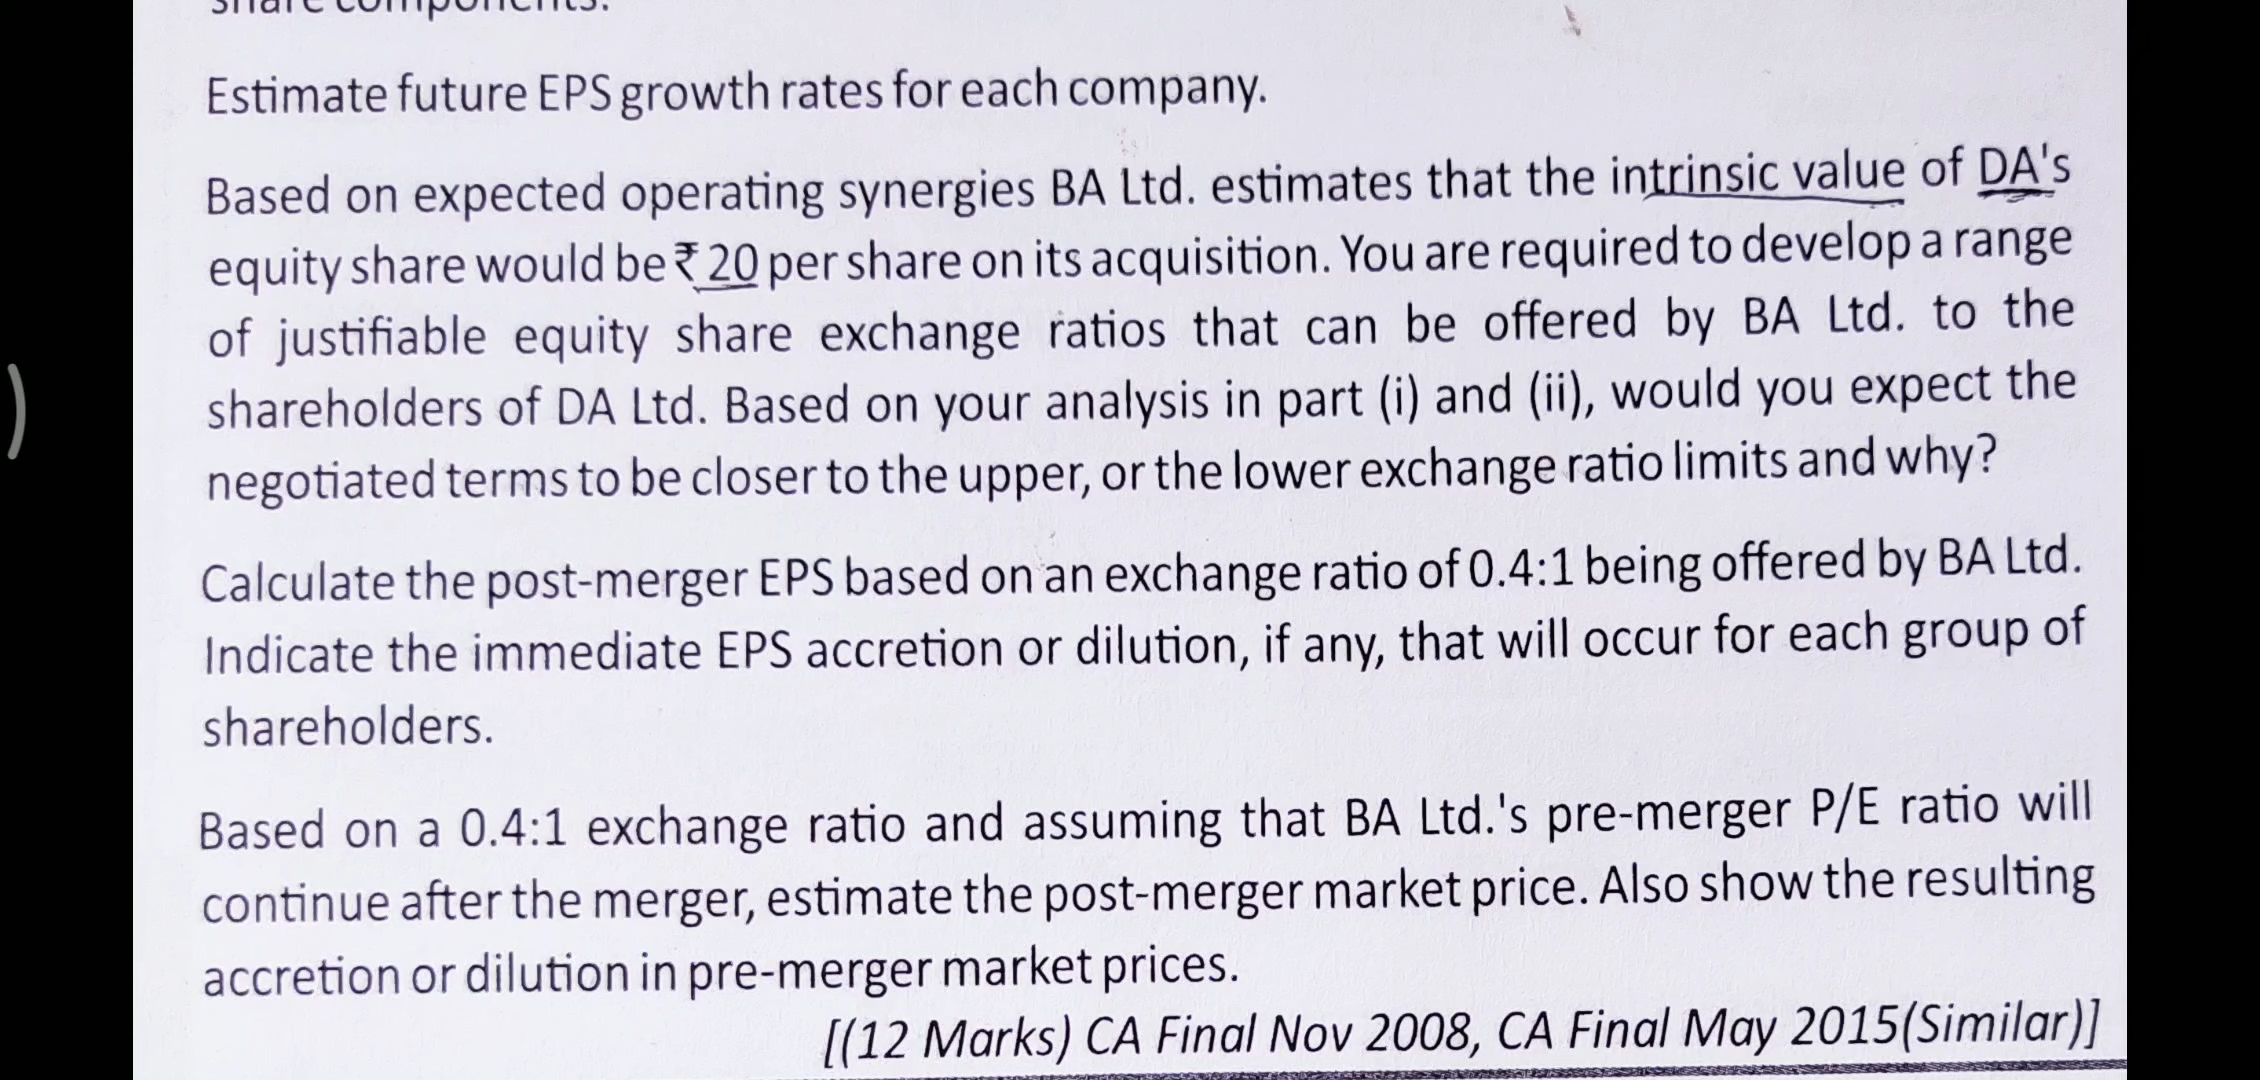 share components.
Estimate future EPS growth rates for each company.
Based on expected operating synergies BA Ltd. estimates that the intrinsic value of DA's
equity share would be ₹ 20 per share on its acquisition. You are required to develop a range
of justifiable equity share exchange ratios that can be offered by BA Ltd. to the
shareholders of DA Ltd. Based on your analysis in part (i) and (ii), would you expect the
negotiated terms to be closer to the upper, or the lower exchange ratio limits and why?
Calculate the post-merger EPS based on an exchange ratio of 0.4:1 being offered by BA Ltd.
Indicate the immediate EPS accretion or dilution, if any, that will occur for each group of
shareholders.
Based on a 0.4:1 exchange ratio and assuming that BA Ltd.'s pre-merger P/E ratio will
continue after the merger, estimate the post-merger market price. Also show the resulting
accretion or dilution in pre-merger market prices.
[(12 Marks) CA Final Nov 2008, CA Final May 2015(Similar)]